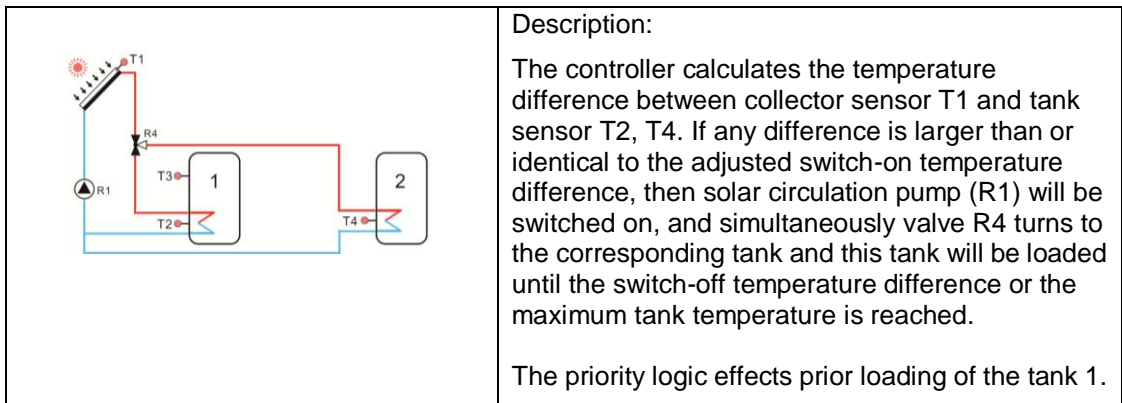 T1
R4
R1
T3
1
T2
2
T4
Description:
The controller calculates the temperature
difference between collector sensor T1 and tank
sensor T2, T4. If any difference is larger than or
identical to the adjusted switch-on temperature
difference, then solar circulation pump (R1) will be
switched on, and simultaneously valve R4 turns to
the corresponding tank and this tank will be loaded
until the switch-off temperature difference or the
maximum tank temperature is reached.
The priority logic effects prior loading of the tank 1.